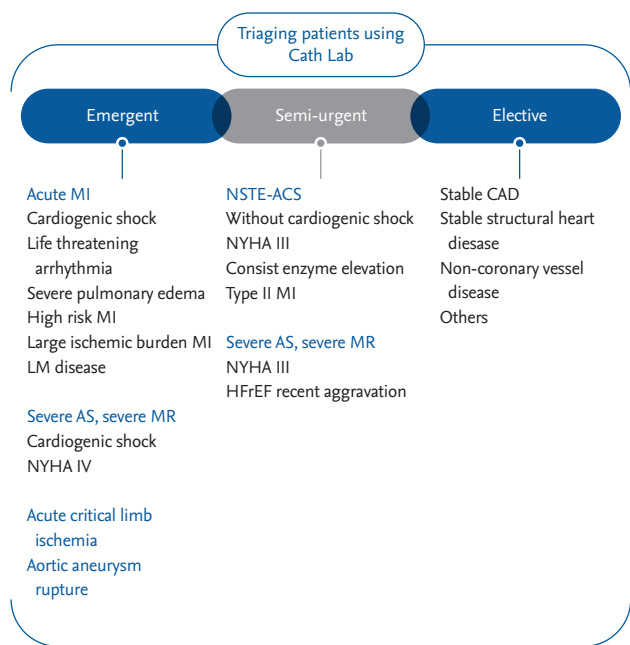 Triaging patients using
Cath Lab
Emergent
Semi-urgent
Elective
Acute MI
Cardiogenic shock
Life threatening
arrhythmia
Severe pulmonary edema
High risk MI
Large ischemic burden MI
LM disease
Severe AS, severe MR
Cardiogenic shock
NYHA IV
Acute critical limb
ischemia
Aortic aneurysm
rupture
NSTE-ACS
Without cardiogenic shock
NYHA III
Consist enzyme elevation
Type II MI
Severe AS, severe MR
NYHA III
HFrEF recent aggravation
Stable CAD
Stable structural heart
diesase
Non-coronary vessel
disease
Others